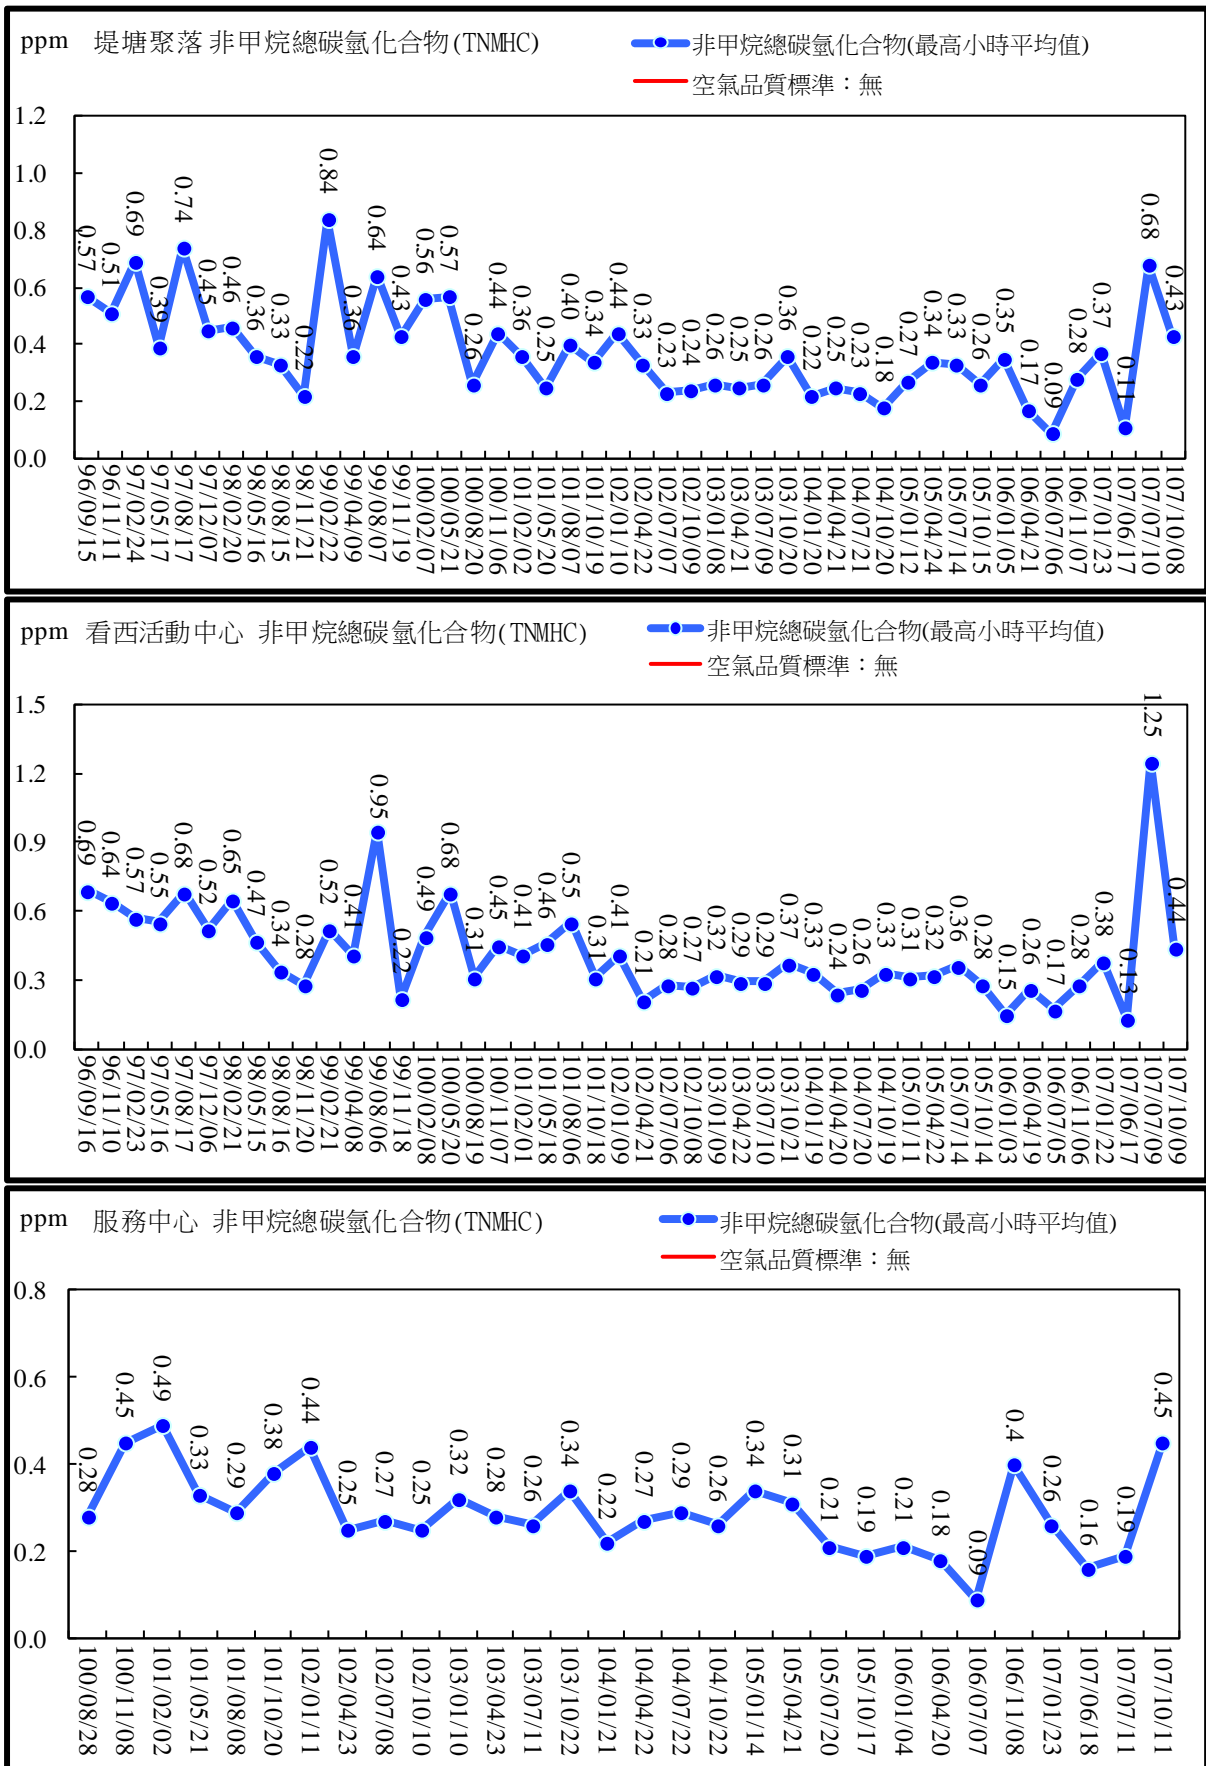 ppm 堤塘聚落 非甲烷總碳氫化合物(TNMHC)
非甲烷總碳氫化合物(最高小時平均值)
空氣品質標準：無
1.2
1.0
0.8
0.6
0.4
0.2
0.0
0.57 0.51 0.69 0.39 0.74 0.45 0.46 0.36 0.33 0.22 0.84 0.36 0.64 0.43 0.56 0.57 0.26 0.44 0.36 0.25 0.40 0.34 0.44 0.33 0.23 0.24 0.26 0.25 0.26 0.36 0.22 0.25 0.23 0.18 0.27 0.34 0.33 0.26 0.35 0.17 0.09 0.28 0.37 0.11 0.68 0.43
96/09/15 96/11/11 97/02/24 97/05/17 97/08/17 97/12/07 98/02/20 98/05/16 98/08/15 98/11/21 99/02/22 99/04/09 99/08/07 99/11/19 100/02/07 100/05/21 100/08/20 100/11/06 101/02/02 101/05/20 101/08/07 101/10/19 102/01/10 102/04/22 102/07/07 102/10/09 103/01/08 103/04/21 103/07/09 103/10/20 104/01/20 104/04/21 104/07/21 104/10/20 105/01/12 105/04/24 105/07/14 105/10/15 106/01/05 106/04/21 106/07/06 106/11/07 107/01/23 107/06/17 107/07/10 107/10/08
ppm 看西活動中心 非甲烷總碳氫化合物(TNMHC)
非甲烷總碳氫化合物(最高小時平均值)
空氣品質標準：無
1.5
1.2
0.9
0.6
0.3
0.0
0.69 0.64 0.57 0.55 0.68 0.52 0.65 0.47 0.34 0.28 0.52 0.41 0.95 0.22 0.49 0.68 0.31 0.45 0.41 0.46 0.55 0.31 0.41 0.21 0.28 0.27 0.32 0.29 0.29 0.37 0.33 0.24 0.26 0.33 0.31 0.32 0.36 0.28 0.15 0.26 0.17 0.28 0.38 0.13 1.25 0.44
96/09/16 96/11/10 97/02/23 97/05/16 97/08/17 97/12/06 98/02/21 98/05/15 98/08/16 98/11/20 99/02/21 99/04/08 99/08/06 99/11/18 100/02/08 100/05/20 100/08/19 100/11/07 101/02/01 101/05/18 101/08/06 101/10/18 102/01/09 102/04/21 102/07/06 102/10/08 103/01/09 103/04/22 103/07/10 103/10/21 104/01/19 104/04/20 104/07/20 104/10/19 105/01/11 105/04/22 105/07/14 105/10/14 106/01/03 106/04/19 106/07/05 106/11/06 107/01/22 107/06/17 107/07/09 107/10/09
ppm 服務中心 非甲烷總碳氫化合物(TNMHC)
非甲烷總碳氫化合物(最高小時平均值)
空氣品質標準：無
0.8
0.6
0.4
0.2
0.0
0.28 0.45 0.49 0.33 0.29 0.38 0.44 0.25 0.27 0.25 0.32 0.28 0.26 0.34 0.22 0.27 0.29 0.26 0.34 0.31 0.21 0.19 0.21 0.18 0.09 0.4 0.26 0.16 0.19 0.45
100/08/28 100/11/08 101/02/02 101/05/21 101/08/08 101/10/20 102/01/11 102/04/23 102/07/08 102/10/10 103/01/10 103/04/23 103/07/11 103/10/22 104/01/21 104/04/22 104/07/22 104/10/22 105/01/14 105/04/21 105/07/20 105/10/17 106/01/04 106/04/20 106/07/07 106/11/08 107/01/23 107/06/18 107/07/11 107/10/11